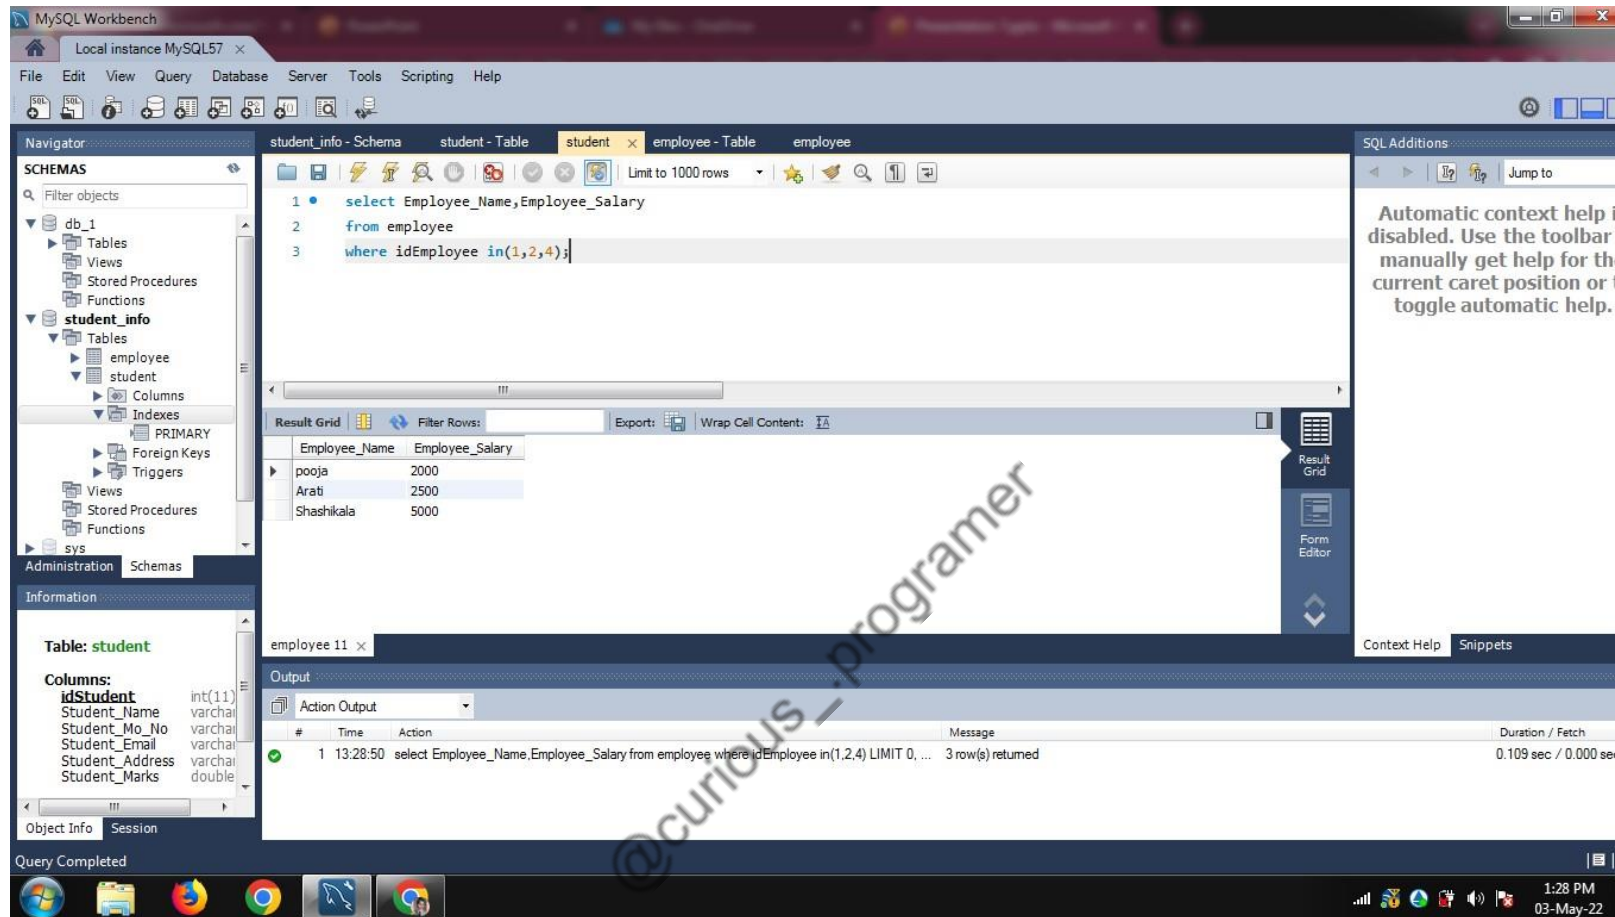 MySQL Workbench
Local instance MySQL57
File Edit View Query Database Server Tools Scripting Help
Navigator
SCHEMAS
Filter objects
db_1
Tables
Views
Stored Procedures
Functions
student_info
Tables
employee
student
Columns
Indexes
PRIMARY
Foreign Keys
Triggers
Views
Stored Procedures
Functions
sys
Administration Schemas
Information
Table: student
Columns:
idStudent int(11)
Student_Name varchar
Student_Mo_No varchar
Student_Email varchar
Student_Address varchar
Student_Marks double
Object Info Session
Query Completed
student_info - Schema student - Table student employee - Table employee
Limit to 1000 rows
1 select Employee_Name,Employee_Salary
2 from employee
3 where idEmployee in(1,2,4);
Result Grid Filter Rows: Export: Wrap Cell Content:
Employee_Name Employee_Salary
pooja 2000
Arati 2500
Shashikala 5000
Result
Grid
Form
Editor
employee 11
Output
Action Output
# Time Action Message Duration / Fetch
1 13:28:50 select Employee_Name,Employee_Salary from employee where idEmployee in(1,2,4) LIMIT 0, ... 3 row(s) returned 0.109 sec / 0.000 sec
SQL Additions
Jump to
Automatic context help i
disabled. Use the toolbar
manually get help for the
current caret position or t
toggle automatic help.
Context Help Snippets
@curious_.programer
1:28 PM
03-May-22